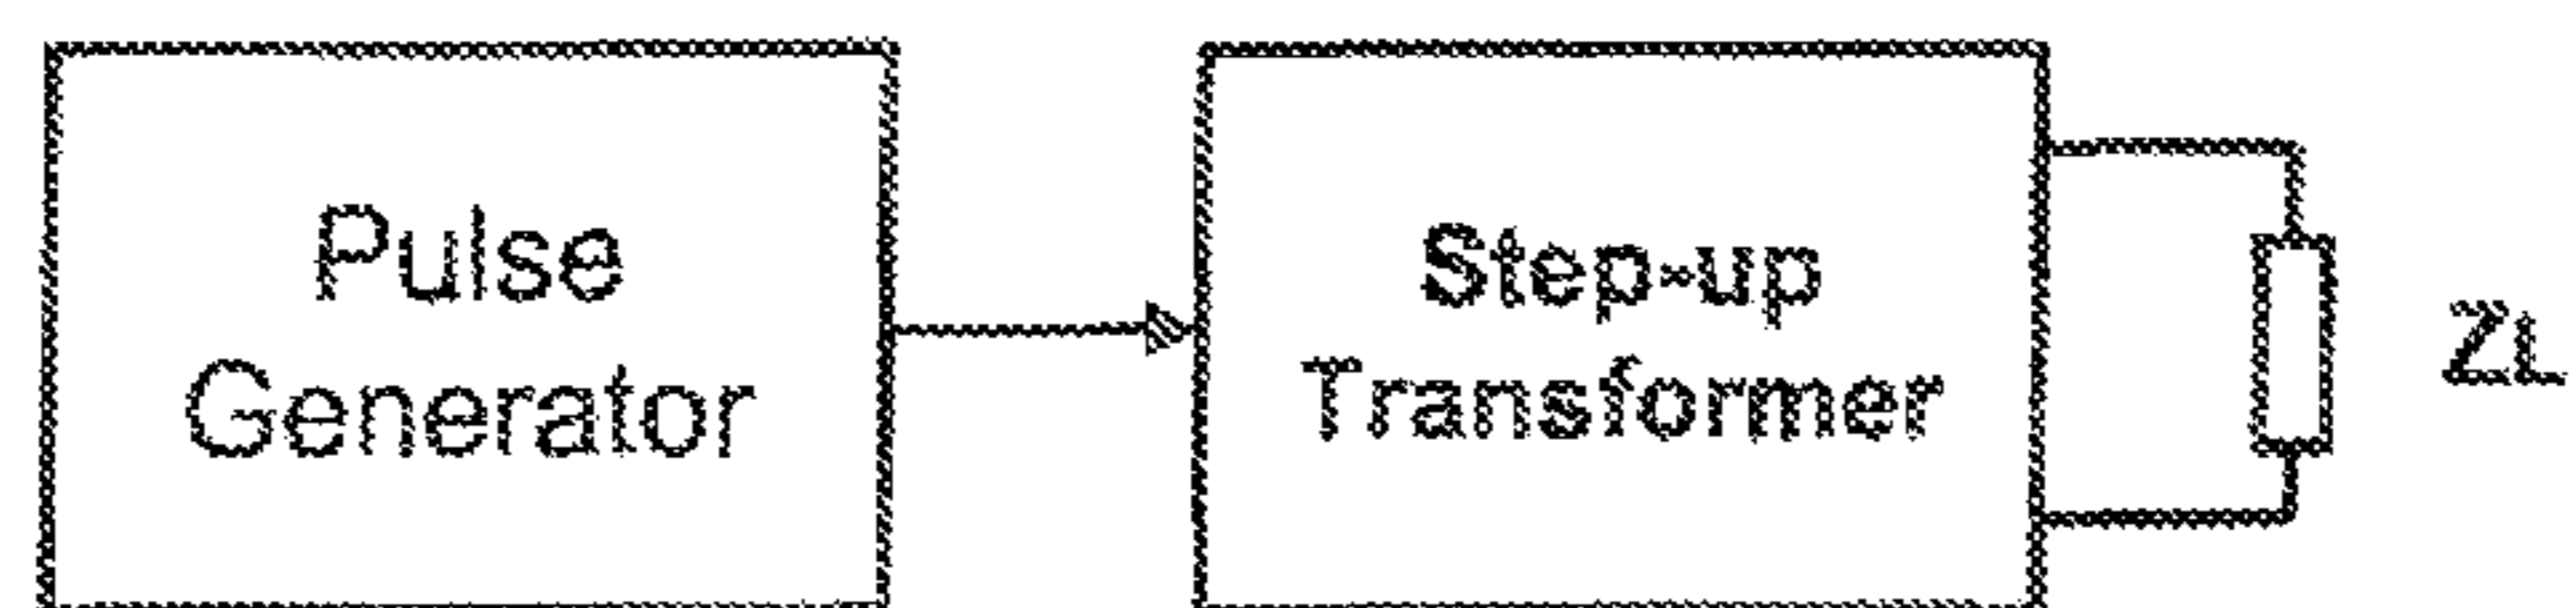 Pulse
Generator
Step-up
Transformer
ZL